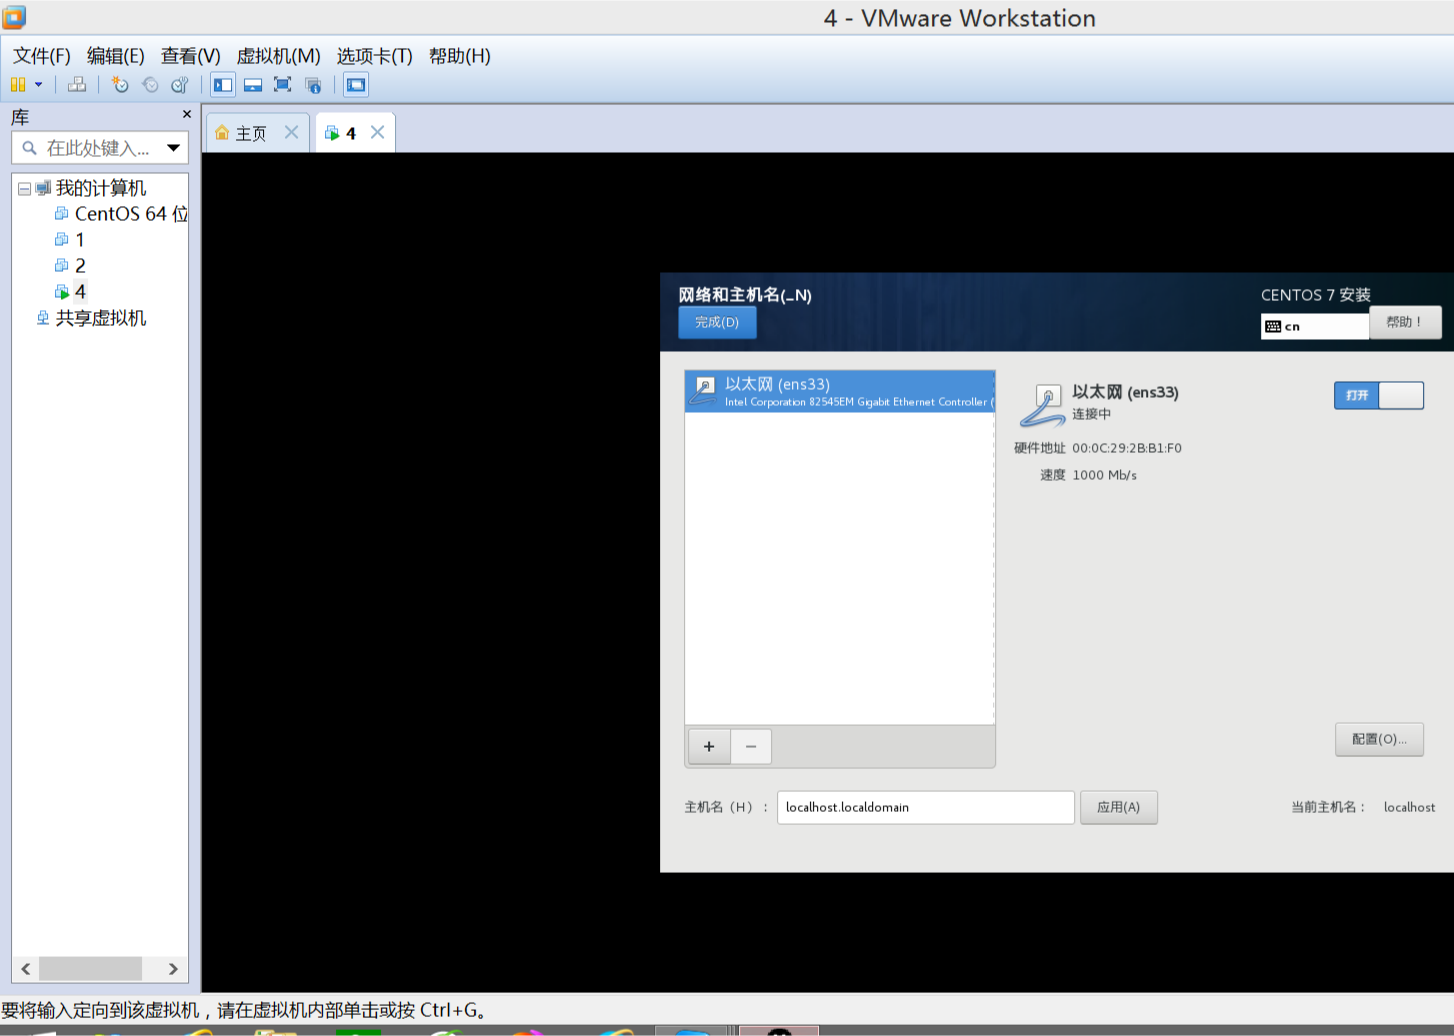 4 - VMware Workstation
文件(F) 编辑(E) 查看(V) 虚拟机(M) 选项卡(T) 帮助(H)
库
主页
4
在此处键入...
我的计算机
CentOS 64 位
1
2
4
共享虚拟机
网络和主机名(_N)
CENTOS 7 安装
完成(D)
cn
帮助！
以太网 (ens33)
Intel Corporation 82545EM Gigabit Ethernet Controller (
以太网 (ens33)
连接中
打开
硬件地址 00:0C:29:2B:B1:F0
速度 1000 Mb/s
+ −
配置(O)...
主机名（H）： localhost.localdomain 应用(A) 当前主机名： localhost
要将输入定向到该虚拟机，请在虚拟机内部单击或按 Ctrl+G。